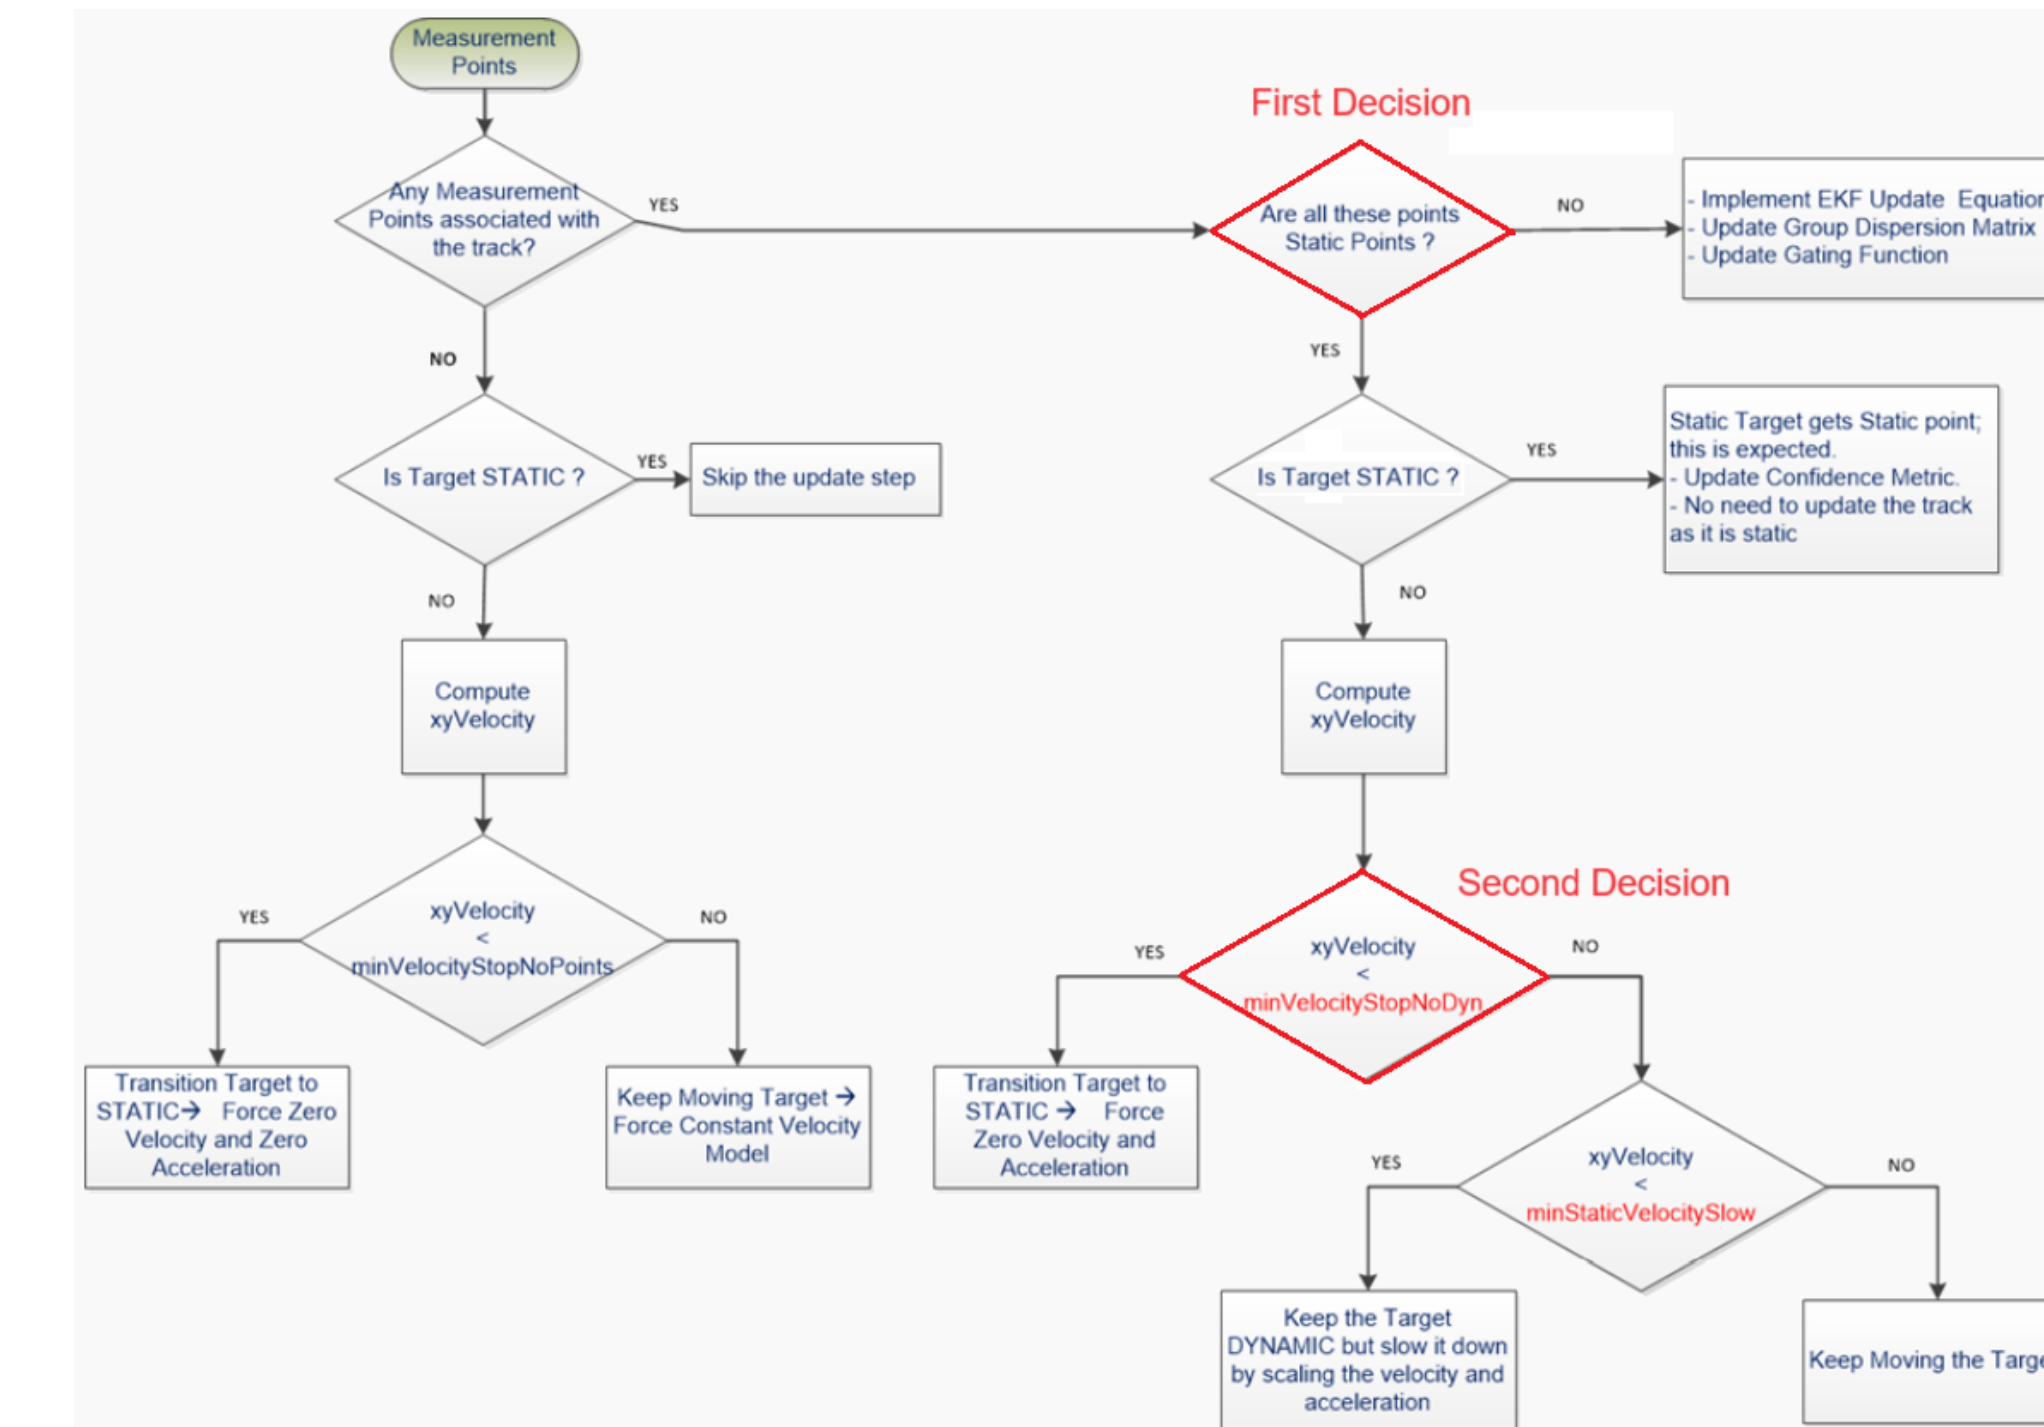 Measurement
Points
First Decision
Any Measurement
Points associated with
the track?
YES
Are all these points
Static Points ?
NO
- Implement EKF Update Equation
- Update Group Dispersion Matrix
- Update Gating Function
NO
YES
Is Target STATIC ?
YES
Skip the update step
Is Target STATIC ?
YES
Static Target gets Static point;
this is expected.
- Update Confidence Metric.
- No need to update the track
as it is static
NO
NO
Compute
xyVelocity
Compute
xyVelocity
Second Decision
YES
xyVelocity
<
minVelocityStopNoPoints
NO
YES
xyVelocity
<
minVelocityStopNoDyn
NO
Transition Target to
STATIC→ Force Zero
Velocity and Zero
Acceleration
Keep Moving Target →
Force Constant Velocity
Model
Transition Target to
STATIC → Force
Zero Velocity and
Acceleration
YES
xyVelocity
<
minStaticVelocitySlow
NO
Keep the Target
DYNAMIC but slow it down
by scaling the velocity and
acceleration
Keep Moving the